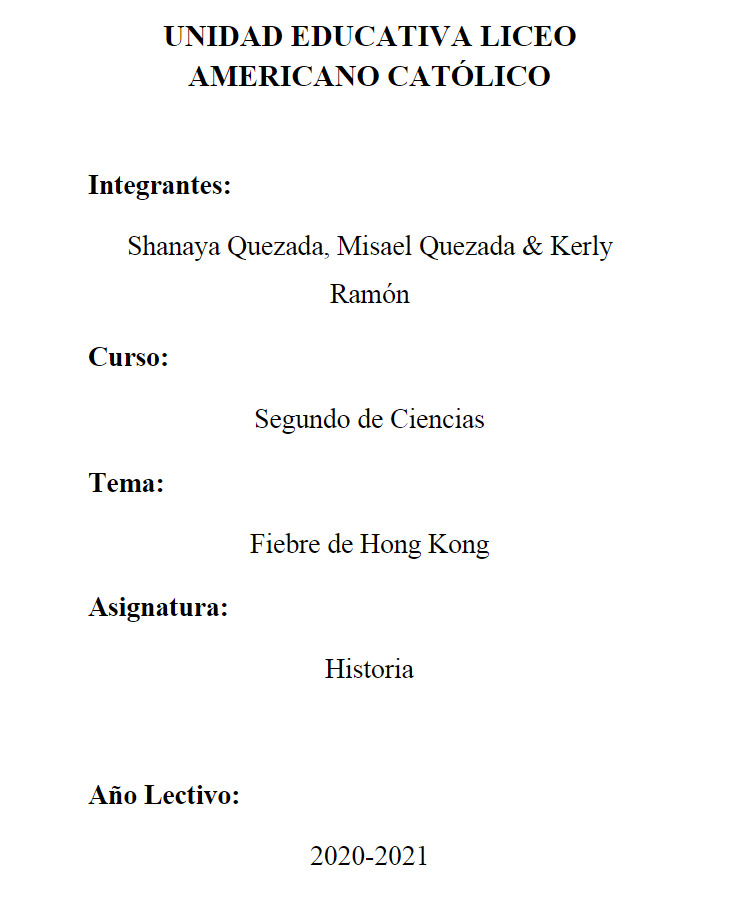 UNIDAD EDUCATIVA LICEO
AMERICANO CATÓLICO
Integrantes:
Shanaya Quezada, Misael Quezada & Kerly
Ramón
Curso:
Segundo de Ciencias
Tema:
Fiebre de Hong Kong
Asignatura:
Historia
Año Lectivo:
2020-2021